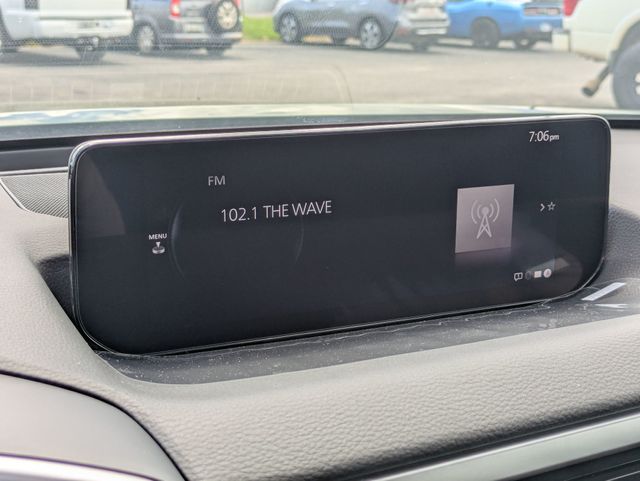 7:06pm
FM
102.1 THE WAVE
MENU